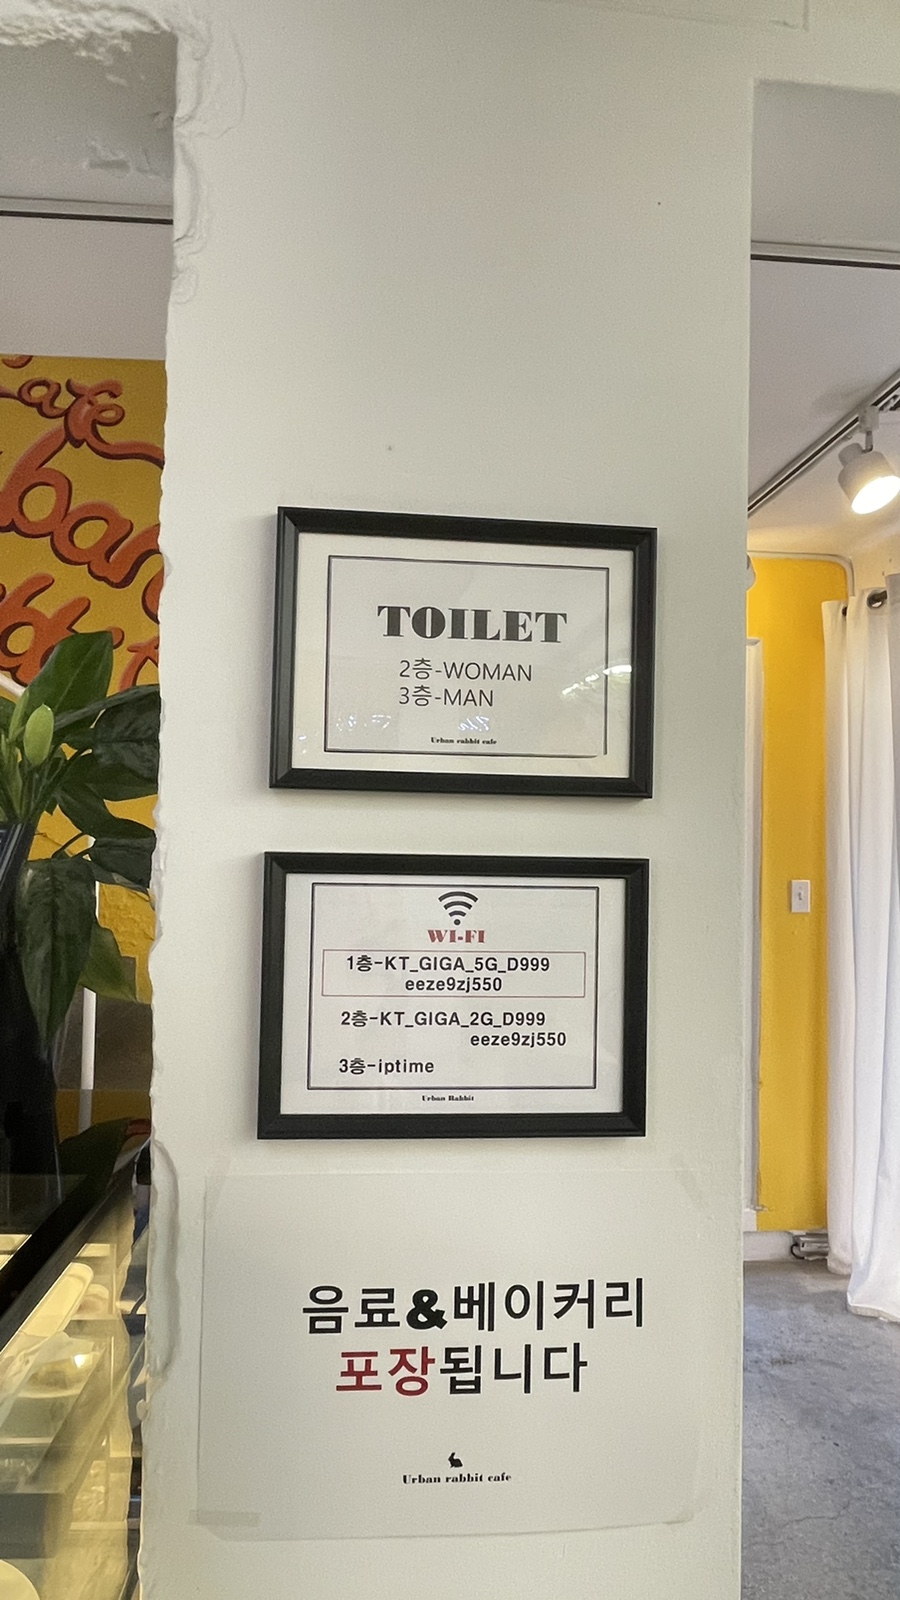 TOILET
2층-WOMAN
3층-MAN
Urban rabbit cafe
WI-FI
1층-KT_GIGA_5G_D999
eeze9zj550
2층-KT_GIGA_2G_D999
eeze9zj550
3층-iptime
Urban Rabbit
음료&베이커리
포장됩니다
Urban rabbit cafe